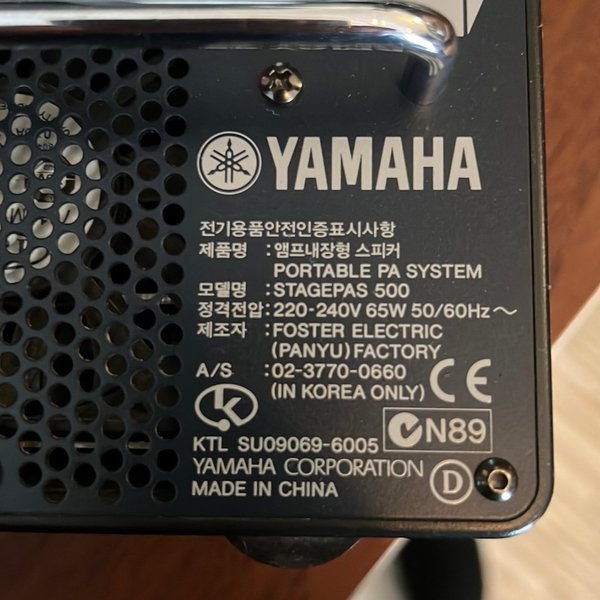 YAMAHA
전기용품안전인증표시사항
제품명 : 앰프내장형 스피커
PORTABLE PA SYSTEM
모델명 : STAGEPAS 500
정격전압 : 220-240V 65W 50/60Hz ~
제조자 : FOSTER ELECTRIC
(PANYU) FACTORY
A/S : 02-3770-0660
(IN KOREA ONLY)
CE
K
N89
KTL SU09069-6005
YAMAHA CORPORATION
MADE IN CHINA
D